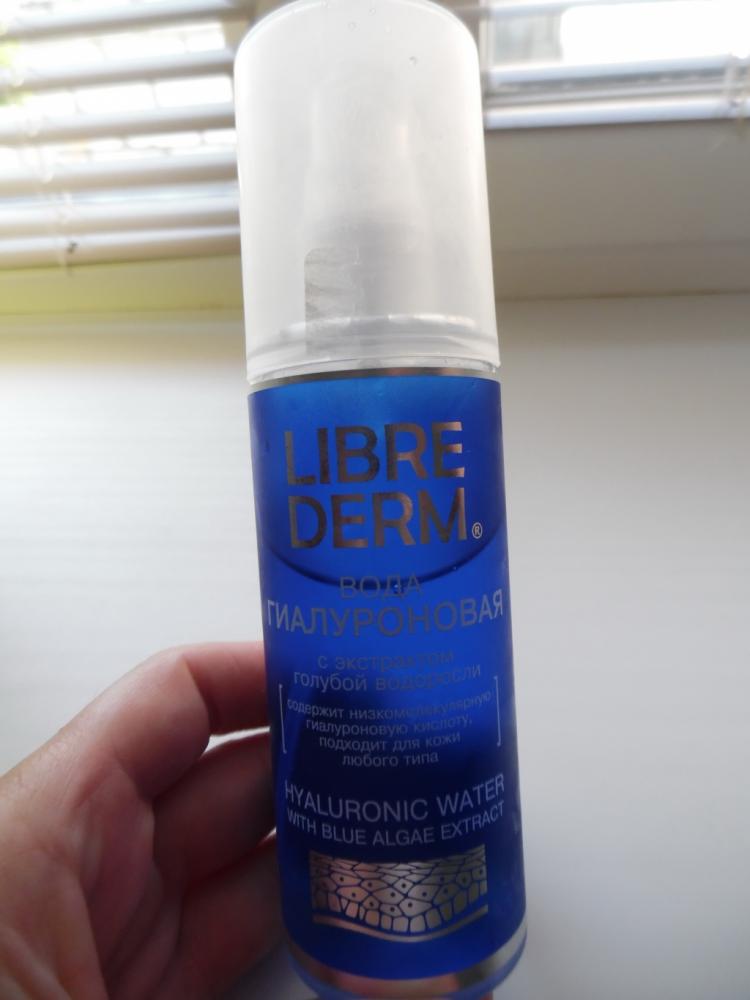 LIBRE
DERM®
ВОДА
ГИАЛУРОНОВАЯ
с экстрактом
голубой водоросли
[содержит низкомолекулярную
гиалуроновую кислоту,
подходит для кожи
любого типа]
HYALURONIC WATER
WITH BLUE ALGAE EXTRACT